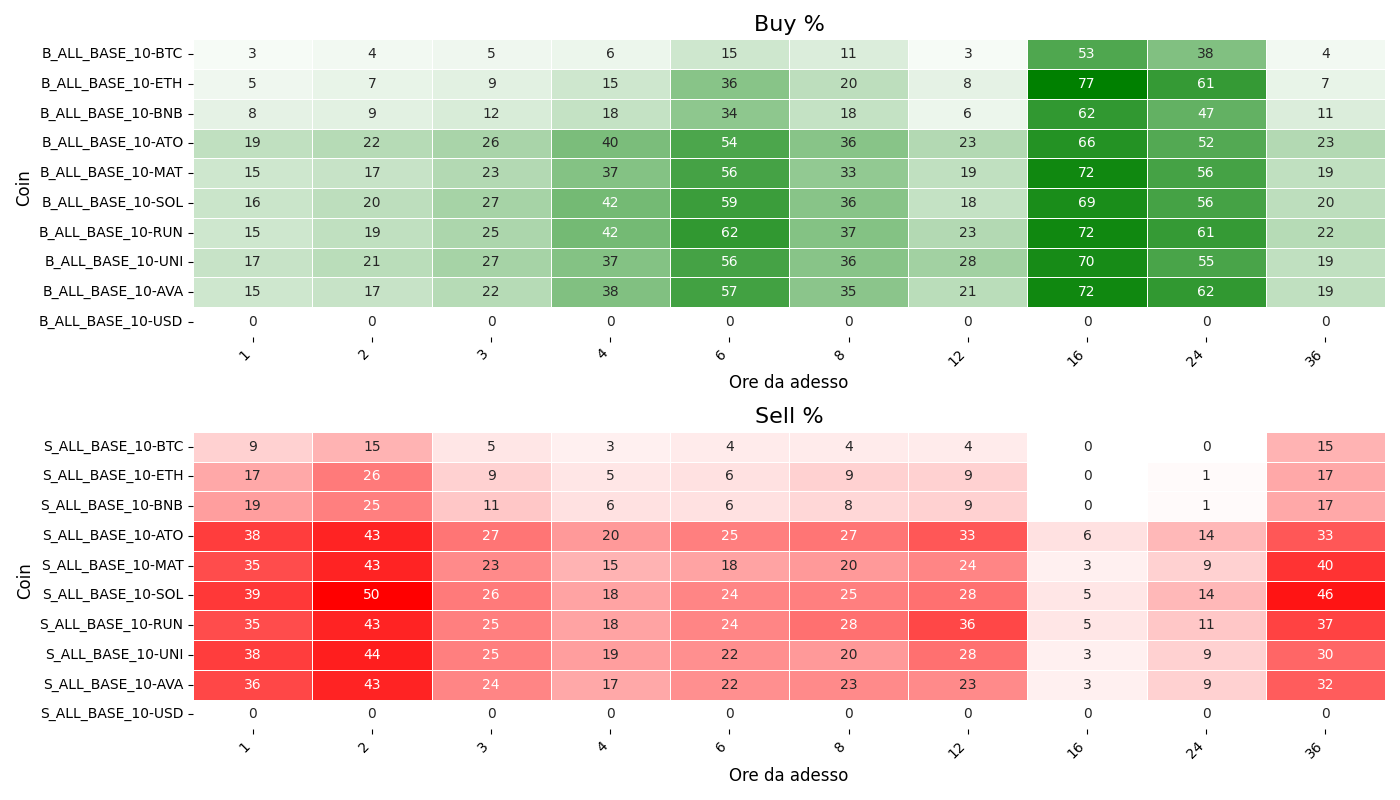 Buy %
Coin
B_ALL_BASE_10-BTC 3 4 5 6 15 11 3 53 38 4
B_ALL_BASE_10-ETH 5 7 9 15 36 20 8 77 61 7
B_ALL_BASE_10-BNB 8 9 12 18 34 18 6 62 47 11
B_ALL_BASE_10-ATO 19 22 26 40 54 36 23 66 52 23
B_ALL_BASE_10-MAT 15 17 23 37 56 33 19 72 56 19
B_ALL_BASE_10-SOL 16 20 27 42 59 36 18 69 56 20
B_ALL_BASE_10-RUN 15 19 25 42 62 37 23 72 61 22
B_ALL_BASE_10-UNI 17 21 27 37 56 36 28 70 55 19
B_ALL_BASE_10-AVA 15 17 22 38 57 35 21 72 62 19
B_ALL_BASE_10-USD 0 0 0 0 0 0 0 0 0 0
1 2 3 4 6 8 12 16 24 36
Ore da adesso
Sell %
Coin
S_ALL_BASE_10-BTC 9 15 5 3 4 4 4 0 0 15
S_ALL_BASE_10-ETH 17 26 9 5 6 9 9 0 1 17
S_ALL_BASE_10-BNB 19 25 11 6 6 8 9 0 1 17
S_ALL_BASE_10-ATO 38 43 27 20 25 27 33 6 14 33
S_ALL_BASE_10-MAT 35 43 23 15 18 20 24 3 9 40
S_ALL_BASE_10-SOL 39 50 26 18 24 25 28 5 14 46
S_ALL_BASE_10-RUN 35 43 25 18 24 28 36 5 11 37
S_ALL_BASE_10-UNI 38 44 25 19 22 20 28 3 9 30
S_ALL_BASE_10-AVA 36 43 24 17 22 23 23 3 9 32
S_ALL_BASE_10-USD 0 0 0 0 0 0 0 0 0 0
1 2 3 4 6 8 12 16 24 36
Ore da adesso